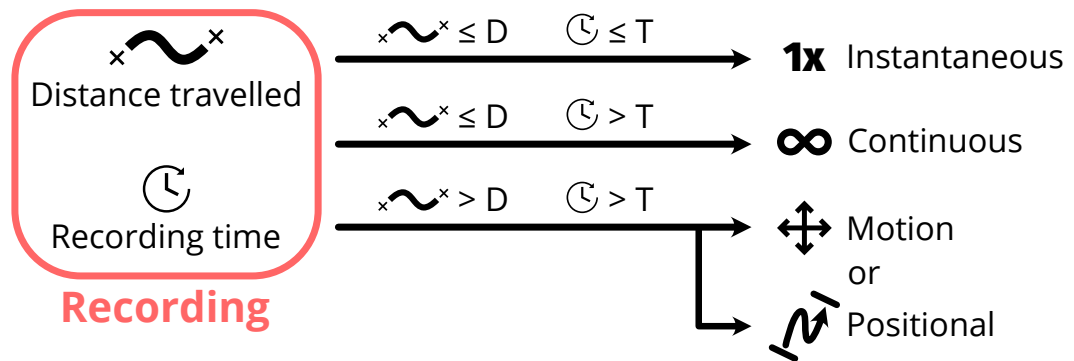 Distance travelled
Recording time
Recording
≤ D ≤ T
1x Instantaneous
≤ D > T
Continuous
> D > T
Motion
or
Positional